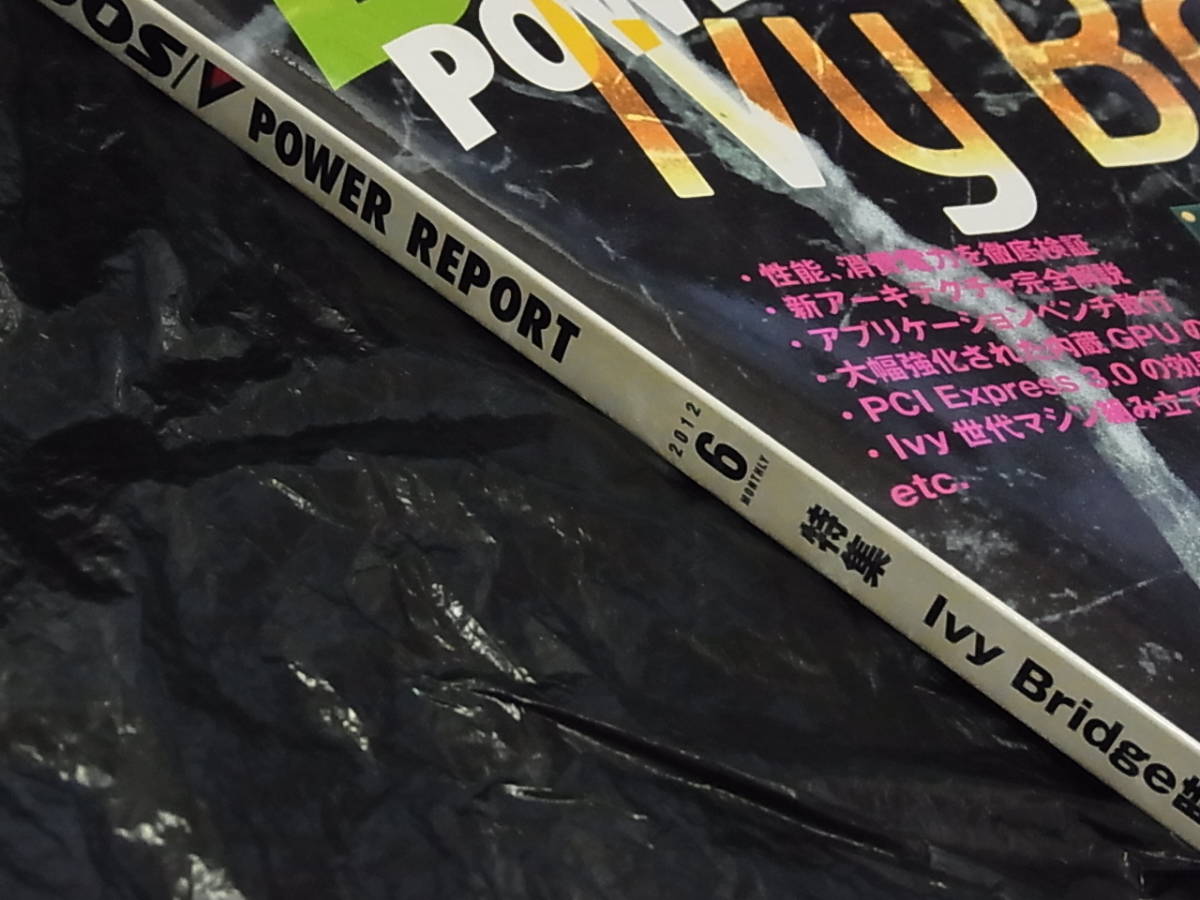 DOS/V POWER REPORT 2012 6 MONTHLY 特集 Ivy Bridge
POWE
Ivy B
・性能、消費電力を徹底検証
・新アーキテクチャ完全解説
・アプリケーションベンチ敢行
・大幅強化された内蔵GPUの
・PCI Express 3.0の効
・Ivy世代マシン組み立て
etc.